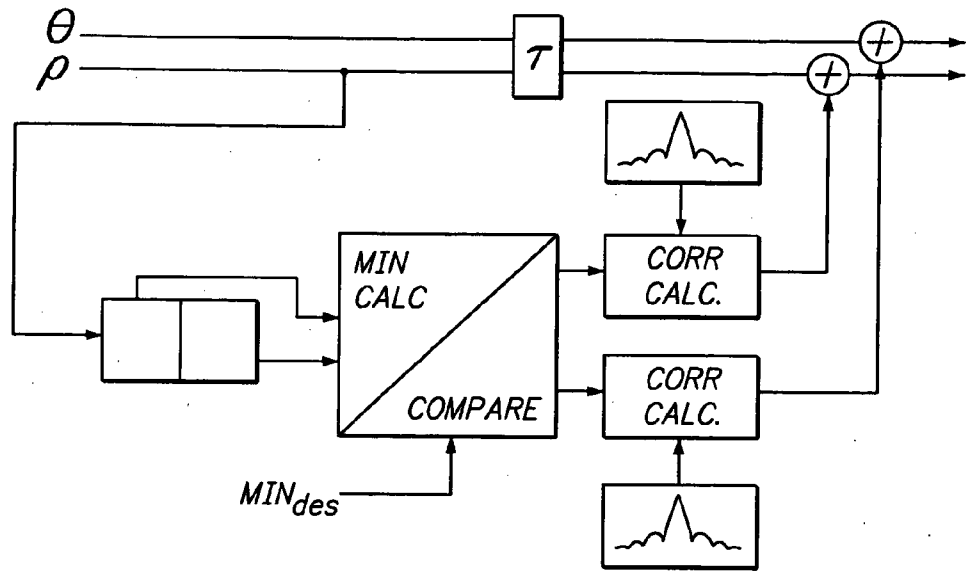 θ
ρ
τ
+
+
MIN
CALC
COMPARE
CORR
CALC.
CORR
CALC.
MINdes